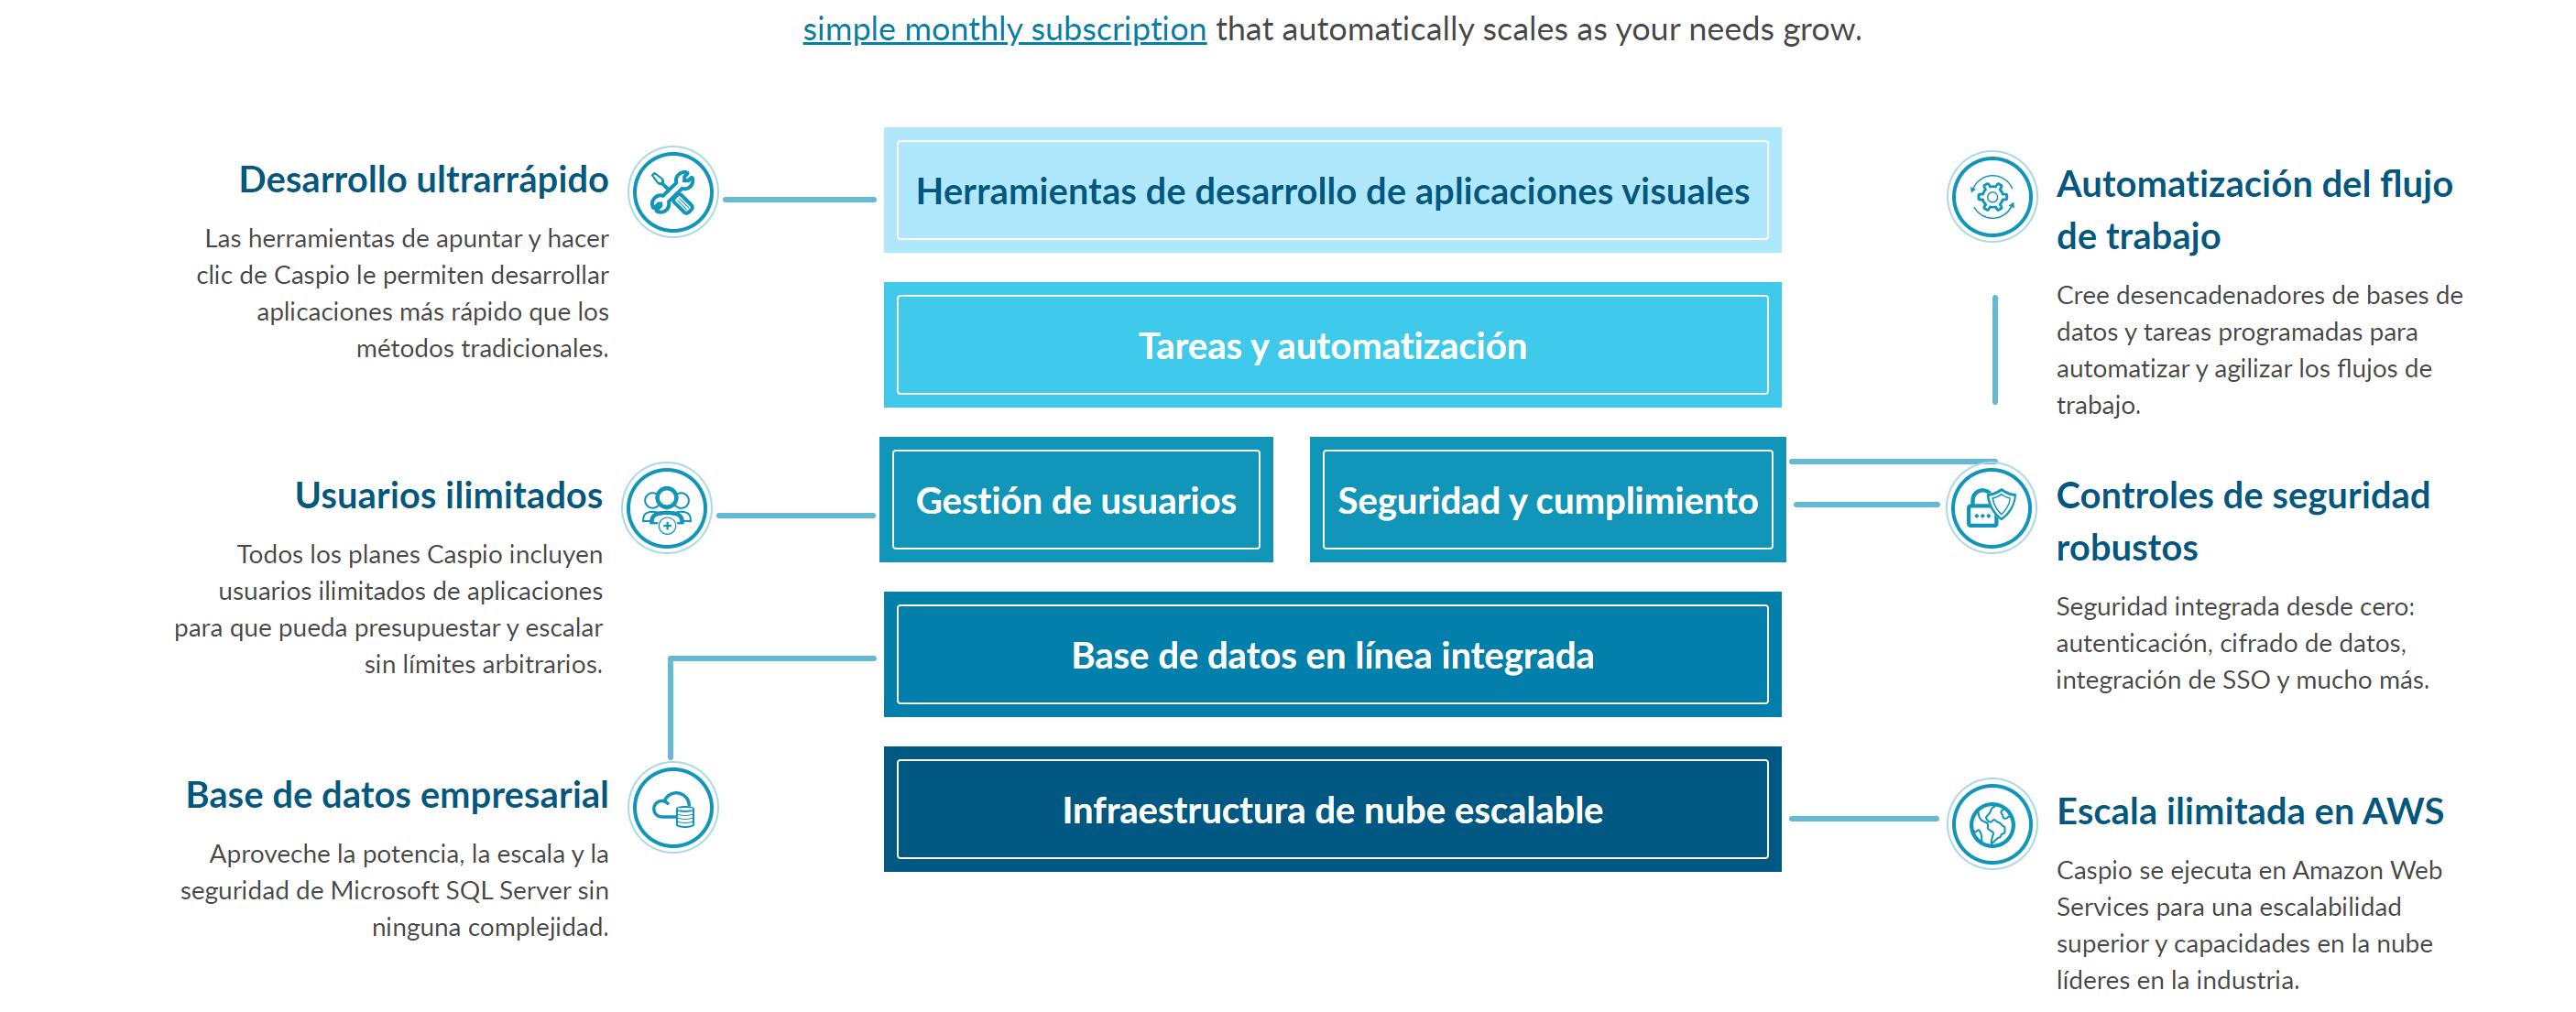 simple monthly subscription that automatically scales as your needs grow.
Desarrollo ultrarrápido
Las herramientas de apuntar y hacer
clic de Caspio le permiten desarrollar
aplicaciones más rápido que los
métodos tradicionales.
Usuarios ilimitados
Todos los planes Caspio incluyen
usuarios ilimitados de aplicaciones
para que pueda presupuestar y escalar
sin límites arbitrarios.
Base de datos empresarial
Aproveche la potencia, la escala y la
seguridad de Microsoft SQL Server sin
ninguna complejidad.
Herramientas de desarrollo de aplicaciones visuales
Tareas y automatización
Gestión de usuarios
Seguridad y cumplimiento
Base de datos en línea integrada
Infraestructura de nube escalable
Automatización del flujo
de trabajo
Cree desencadenadores de bases de
datos y tareas programadas para
automatizar y agilizar los flujos de
trabajo.
Controles de seguridad
robustos
Seguridad integrada desde cero:
autenticación, cifrado de datos,
integración de SSO y mucho más.
Escala ilimitada en AWS
Caspio se ejecuta en Amazon Web
Services para una escalabilidad
superior y capacidades en la nube
líderes en la industria.